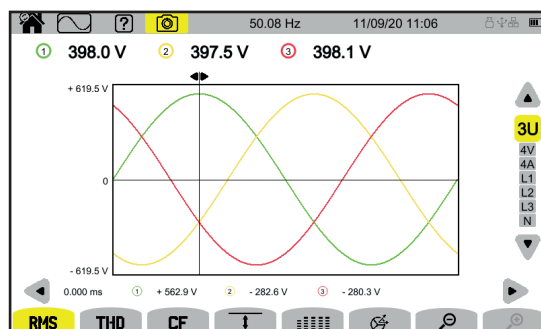 ? 50.08 Hz 11/09/20 11:06
1 398.0 V 2 397.5 V 3 398.1 V
+ 619.5 V
0
- 619.5 V
3U
4V
4A
L1
L2
L3
N
0.000 ms 1 + 562.9 V 2 - 282.6 V 3 - 280.3 V
RMS THD CF